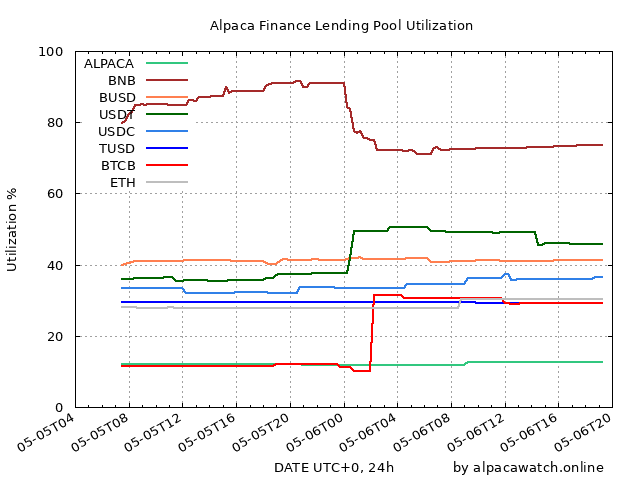 Alpaca Finance Lending Pool Utilization
100
80
60
40
20
0
Utilization %
ALPACA
BNB
BUSD
USDT
USDC
TUSD
BTCB
ETH
05-05T04
05-05T08
05-05T12
05-05T16
05-05T20
05-06T00
05-06T04
05-06T08
05-06T12
05-06T16
05-06T20
DATE UTC+0, 24h
by alpacawatch.online